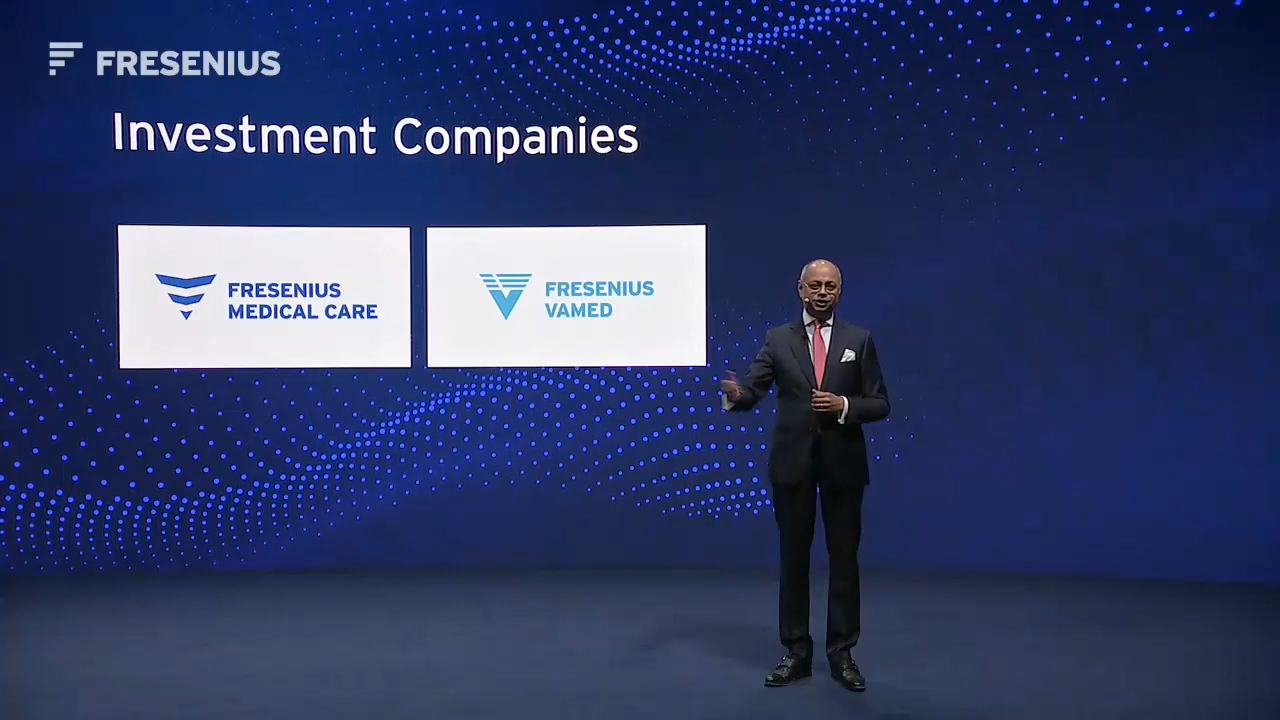 FRESENIUS
Investment Companies
FRESENIUS
MEDICAL CARE
FRESENIUS
VAMED